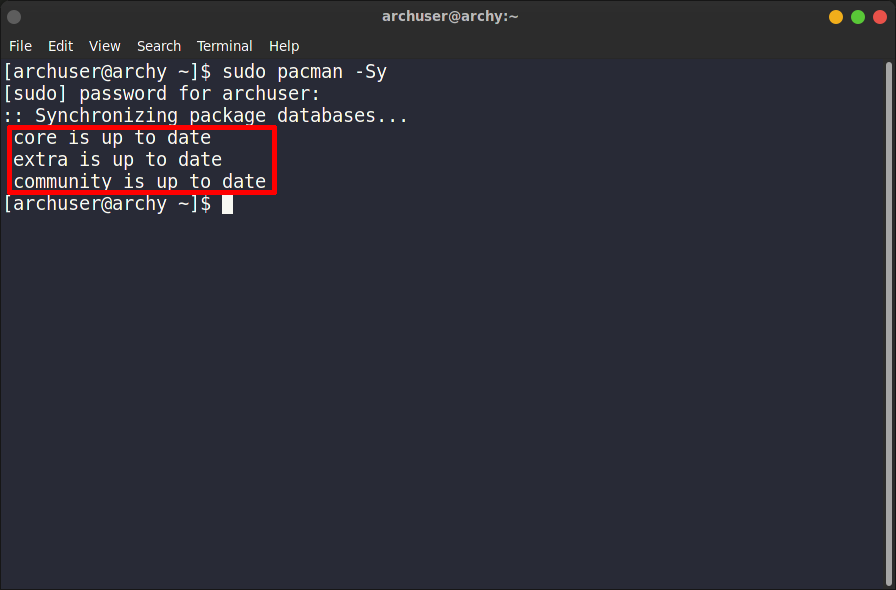 archuser@archy:~
File Edit View Search Terminal Help
[archuser@archy ~]$ sudo pacman -Sy
[sudo] password for archuser:
:: Synchronizing package databases...
core is up to date
extra is up to date
community is up to date
[archuser@archy ~]$